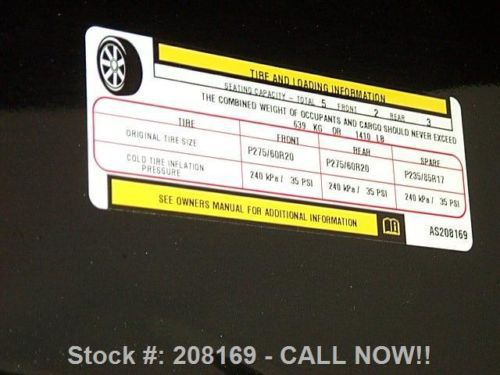 TIRE AND LOADING INFORMATION
SEATING CAPACITY - TOTAL 5 FRONT 2 REAR 3
THE COMBINED WEIGHT OF OCCUPANTS AND CARGO SHOULD NEVER EXCEED
639 KG OR 1410 LB
TIRE FRONT REAR SPARE
ORIGINAL TIRE SIZE P275/60R20 P275/60R20 P235/85R17
COLD TIRE INFLATION
PRESSURE 240 kPa / 35 PSI 240 kPa / 35 PSI 240 kPa / 35 PSI
SEE OWNERS MANUAL FOR ADDITIONAL INFORMATION
AS208169
Stock #: 208169 - CALL NOW!!